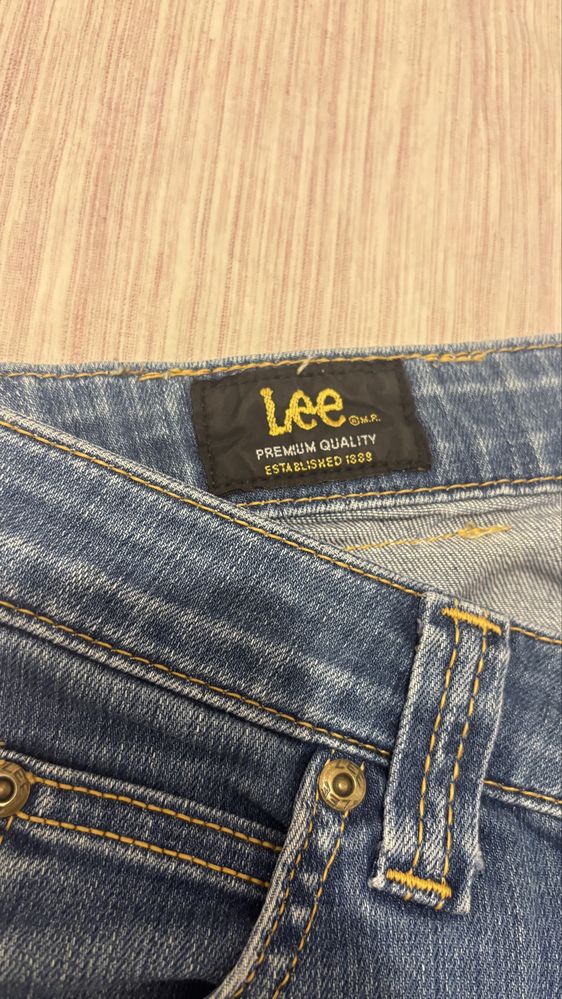 Lee ® M.R.
PREMIUM QUALITY
ESTABLISHED 1889